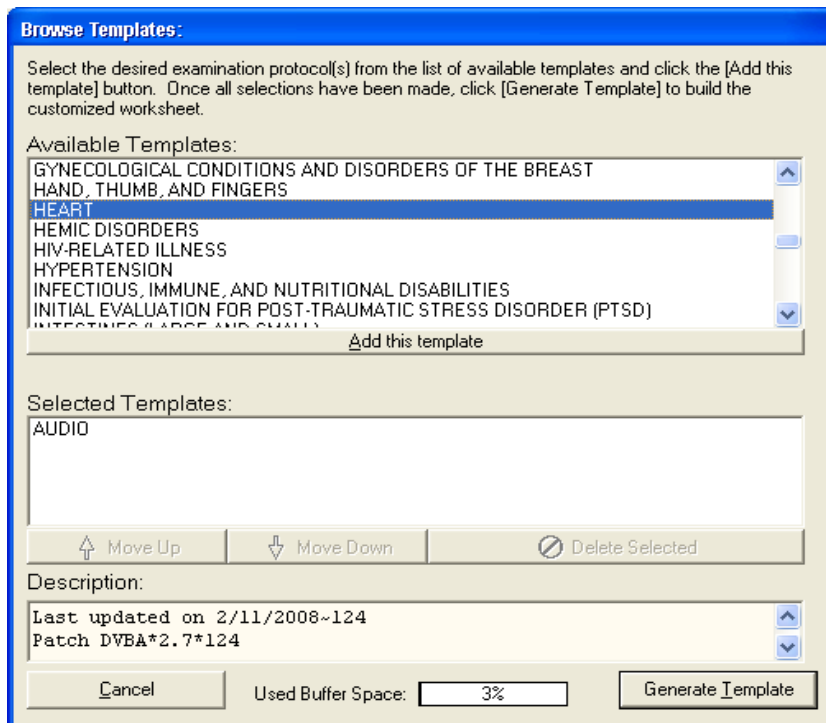 Browse Templates:
Select the desired examination protocol(s) from the list of available templates and click the [Add this
template] button. Once all selections have been made, click [Generate Template] to build the
customized worksheet.
Available Templates:
GYNECOLOGICAL CONDITIONS AND DISORDERS OF THE BREAST
HAND, THUMB, AND FINGERS
HEART
HEMIC DISORDERS
HIV-RELATED ILLNESS
HYPERTENSION
INFECTIOUS, IMMUNE, AND NUTRITIONAL DISABILITIES
INITIAL EVALUATION FOR POST-TRAUMATIC STRESS DISORDER (PTSD)
INTESTINES (LARGE AND SMALL)
Add this template
Selected Templates:
AUDIO
Move Up Move Down Delete Selected
Description:
Last updated on 2/11/2008~124
Patch DVBA*2.7*124
Cancel Used Buffer Space: 3% Generate Template